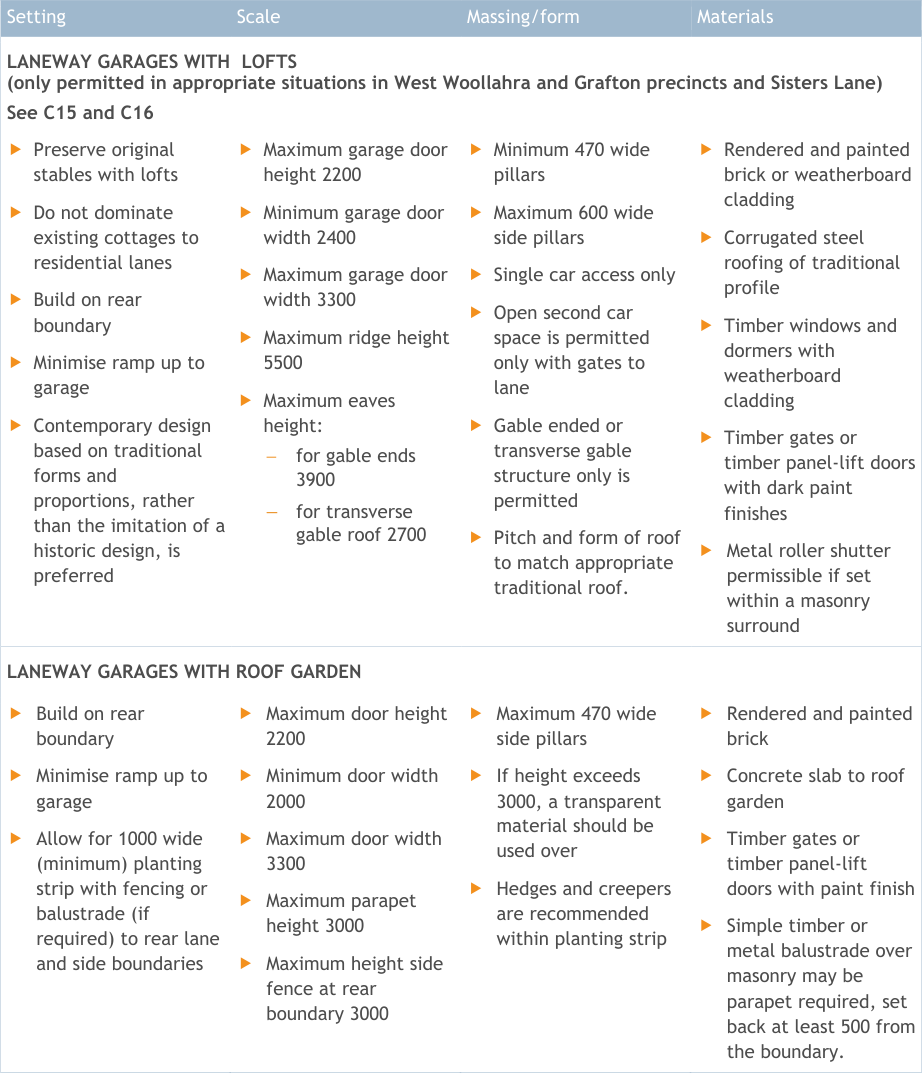 Setting Scale Massing/form Materials
LANEWAY GARAGES WITH LOFTS
(only permitted in appropriate situations in West Woollahra and Grafton precincts and Sisters Lane)
See C15 and C16
Preserve original
stables with lofts
Do not dominate
existing cottages to
residential lanes
Build on rear
boundary
Minimise ramp up to
garage
Contemporary design
based on traditional
forms and
proportions, rather
than the imitation of a
historic design, is
preferred
Maximum garage door
height 2200
Minimum garage door
width 2400
Maximum garage door
width 3300
Maximum ridge height
5500
Maximum eaves
height:
– for gable ends
3900
– for transverse
gable roof 2700
Minimum 470 wide
pillars
Maximum 600 wide
side pillars
Single car access only
Open second car
space is permitted
only with gates to
lane
Gable ended or
transverse gable
structure only is
permitted
Pitch and form of roof
to match appropriate
traditional roof.
Rendered and painted
brick or weatherboard
cladding
Corrugated steel
roofing of traditional
profile
Timber windows and
dormers with
weatherboard
cladding
Timber gates or
timber panel-lift doors
with dark paint
finishes
Metal roller shutter
permissible if set
within a masonry
surround
LANEWAY GARAGES WITH ROOF GARDEN
Build on rear
boundary
Minimise ramp up to
garage
Allow for 1000 wide
(minimum) planting
strip with fencing or
balustrade (if
required) to rear lane
and side boundaries
Maximum door height
2200
Minimum door width
2000
Maximum door width
3300
Maximum parapet
height 3000
Maximum height side
fence at rear
boundary 3000
Maximum 470 wide
side pillars
If height exceeds
3000, a transparent
material should be
used over
Hedges and creepers
are recommended
within planting strip
Rendered and painted
brick
Concrete slab to roof
garden
Timber gates or
timber panel-lift
doors with paint finish
Simple timber or
metal balustrade over
masonry may be
parapet required, set
back at least 500 from
the boundary.